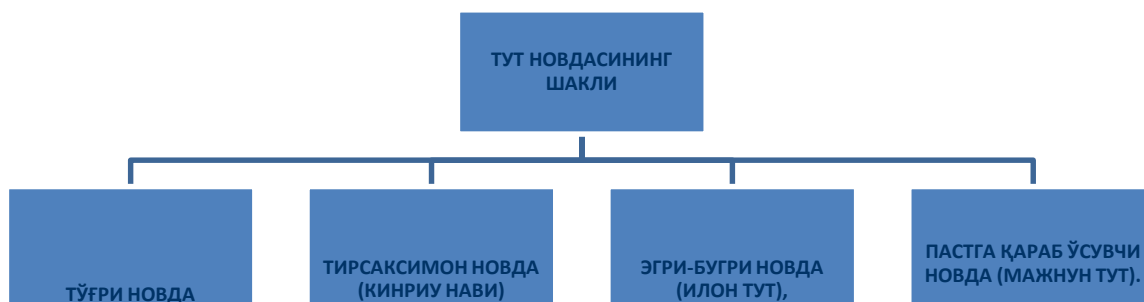 ТУТ НОВДАСИНИНГ
ШАКЛИ
ТЎҒРИ НОВДА
ТИРСАКСИМОН НОВДА
(КИНРИУ НАВИ)
ЭГРИ-БУГРИ НОВДА
(ИЛОН ТУТ),
ПАСТГА ҚАРАБ ЎСУВЧИ
НОВДА (МАЖНУН ТУТ).